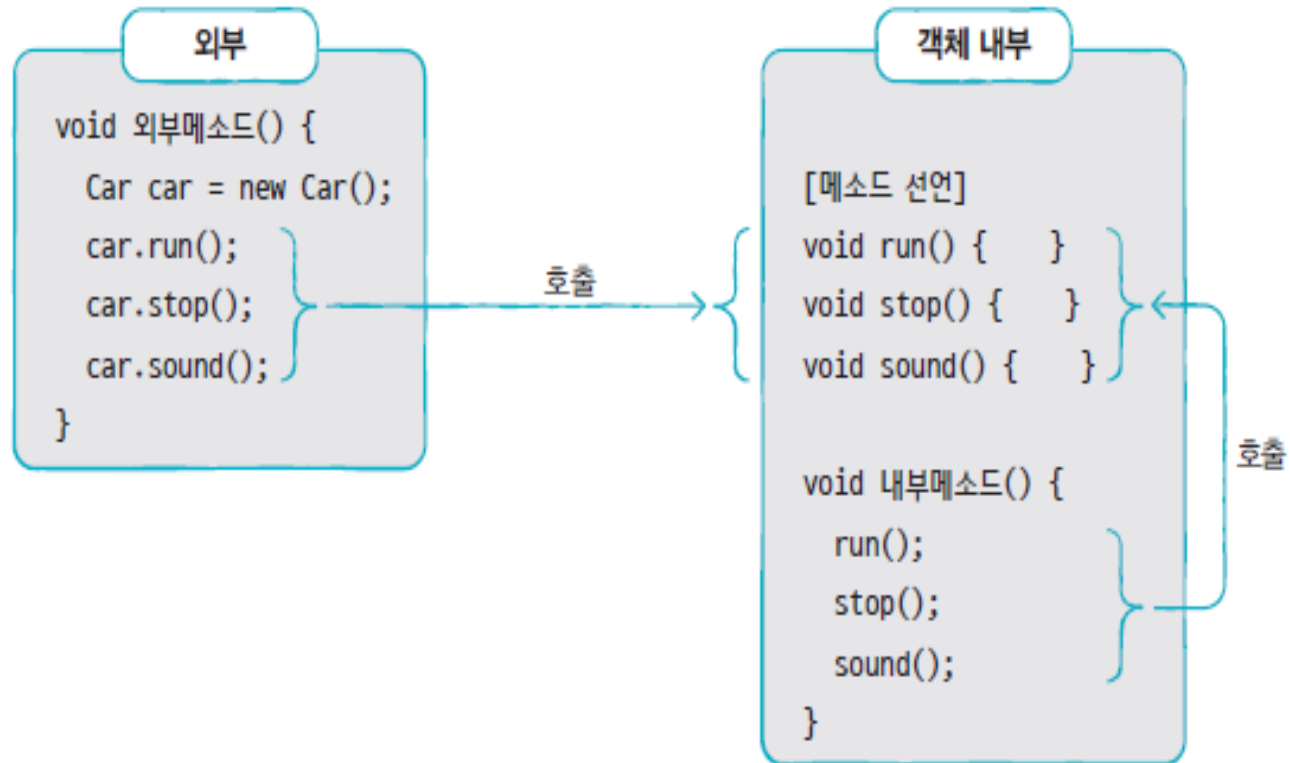 외부
void 외부메소드() {
Car car = new Car();
car.run();
car.stop();
car.sound();
}
호출
객체 내부
[메소드 선언]
void run() {    }
void stop() {    }
void sound() {    }
void 내부메소드() {
run();
stop();
sound();
}
호출